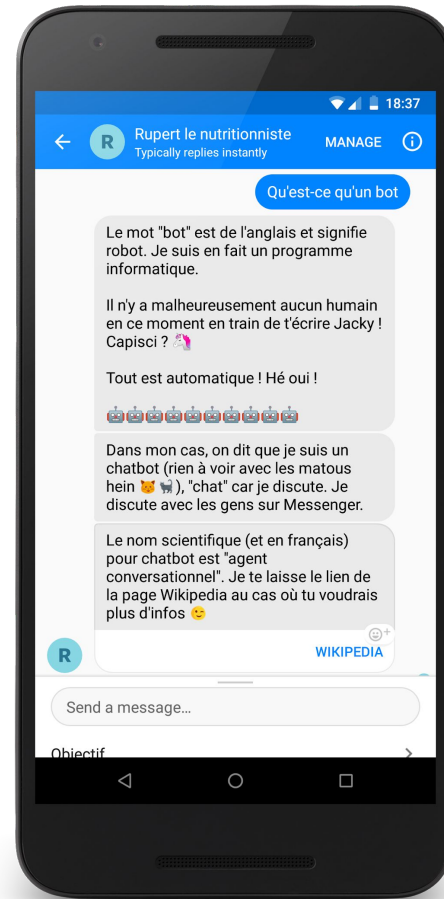 18:37
R
Rupert le nutritionniste
Typically replies instantly
MANAGE
Qu'est-ce qu'un bot
Le mot "bot" est de l'anglais et signifie
robot. Je suis en fait un programme
informatique.
Il n'y a malheureusement aucun humain
en ce moment en train de t'écrire Jacky !
Capisci ? 🦄
Tout est automatique ! Hé oui !
🤖🤖🤖🤖🤖🤖🤖🤖🤖🤖
Dans mon cas, on dit que je suis un
chatbot (rien à voir avec les matous
hein 🐱 🐈 ), "chat" car je discute. Je
discute avec les gens sur Messenger.
Le nom scientifique (et en français)
pour chatbot est "agent
conversationnel". Je te laisse le lien de
la page Wikipedia au cas où tu voudrais
plus d'infos 😉
R
WIKIPEDIA
Send a message...
Objectif